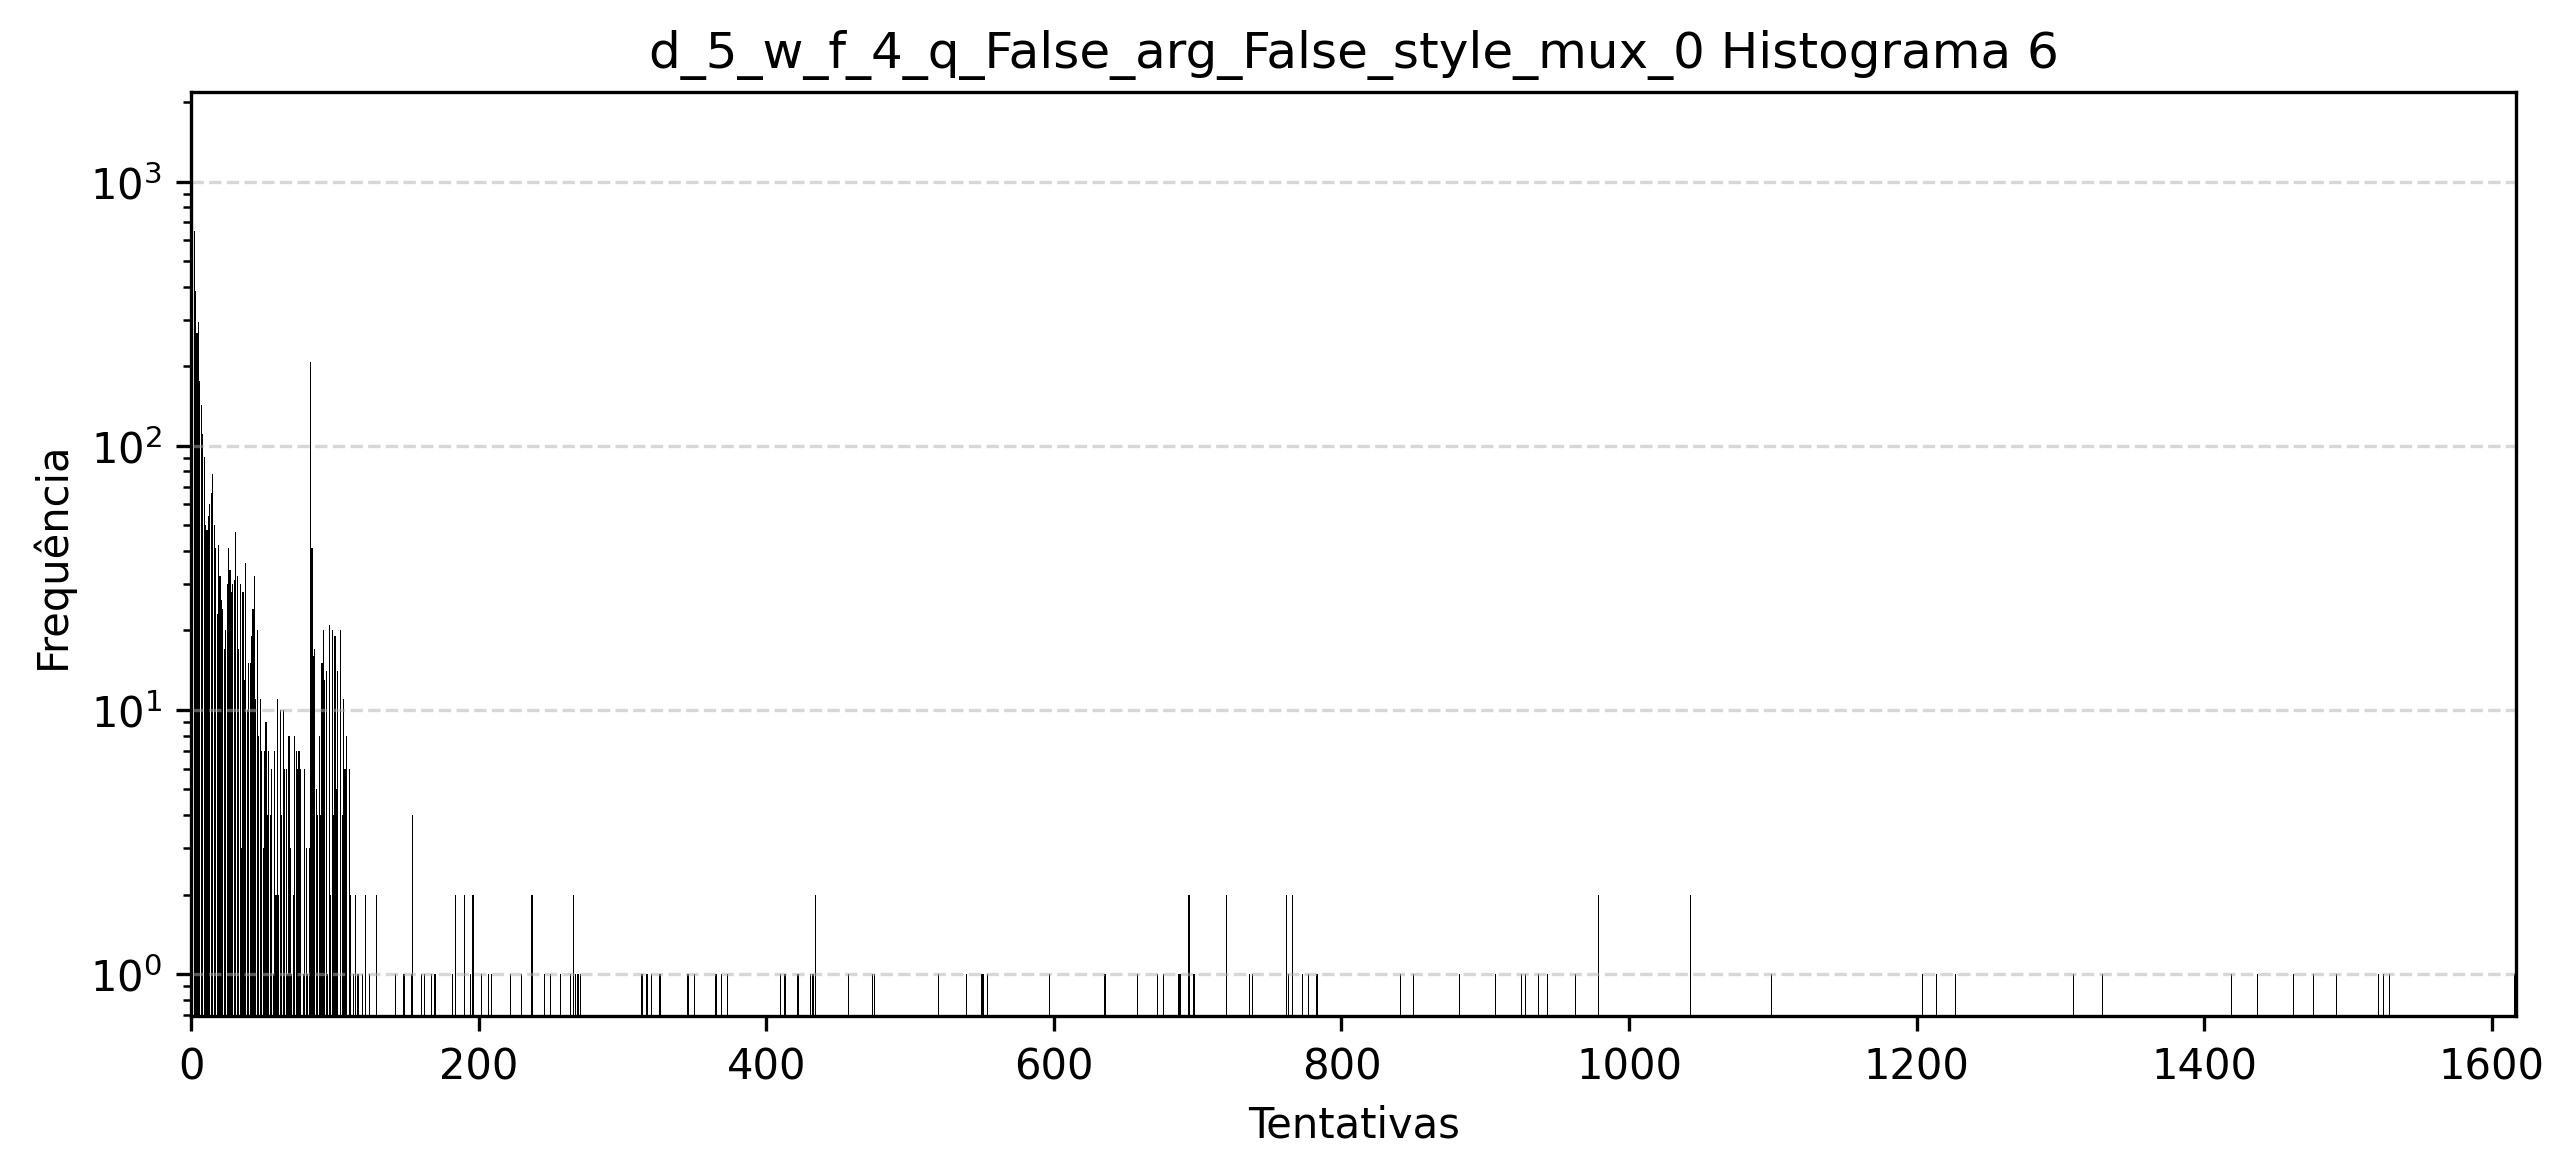 d_5_w_f_4_q_False_arg_False_style_mux_0 Histograma 6
Frequência
10³
10²
10¹
10⁰
0 200 400 600 800 1000 1200 1400 1600
Tentativas